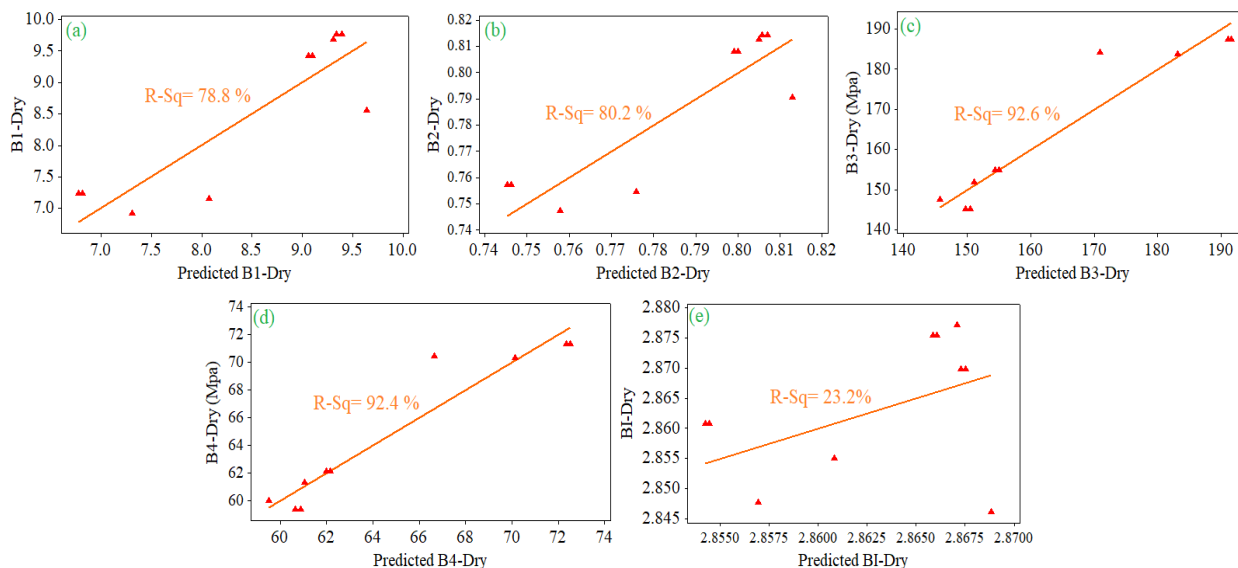 (a)
B1-Dry
10.0
9.5
9.0
8.5
8.0
7.5
7.0
R-Sq= 78.8 %
7.0 7.5 8.0 8.5 9.0 9.5 10.0
Predicted B1-Dry
(b)
B2-Dry
0.82
0.81
0.80
0.79
0.78
0.77
0.76
0.75
0.74
R-Sq= 80.2 %
0.74 0.75 0.76 0.77 0.78 0.79 0.80 0.81 0.82
Predicted B2-Dry
(c)
B3-Dry (Mpa)
190
180
170
160
150
140
R-Sq= 92.6 %
140 150 160 170 180 190
Predicted B3-Dry
(d)
B4-Dry (Mpa)
74
72
70
68
66
64
62
60
R-Sq= 92.4 %
60 62 64 66 68 70 72 74
Predicted B4-Dry
(e)
BI-Dry
2.880
2.875
2.870
2.865
2.860
2.855
2.850
2.845
R-Sq= 23.2%
2.8550 2.8575 2.8600 2.8625 2.8650 2.8675 2.8700
Predicted BI-Dry